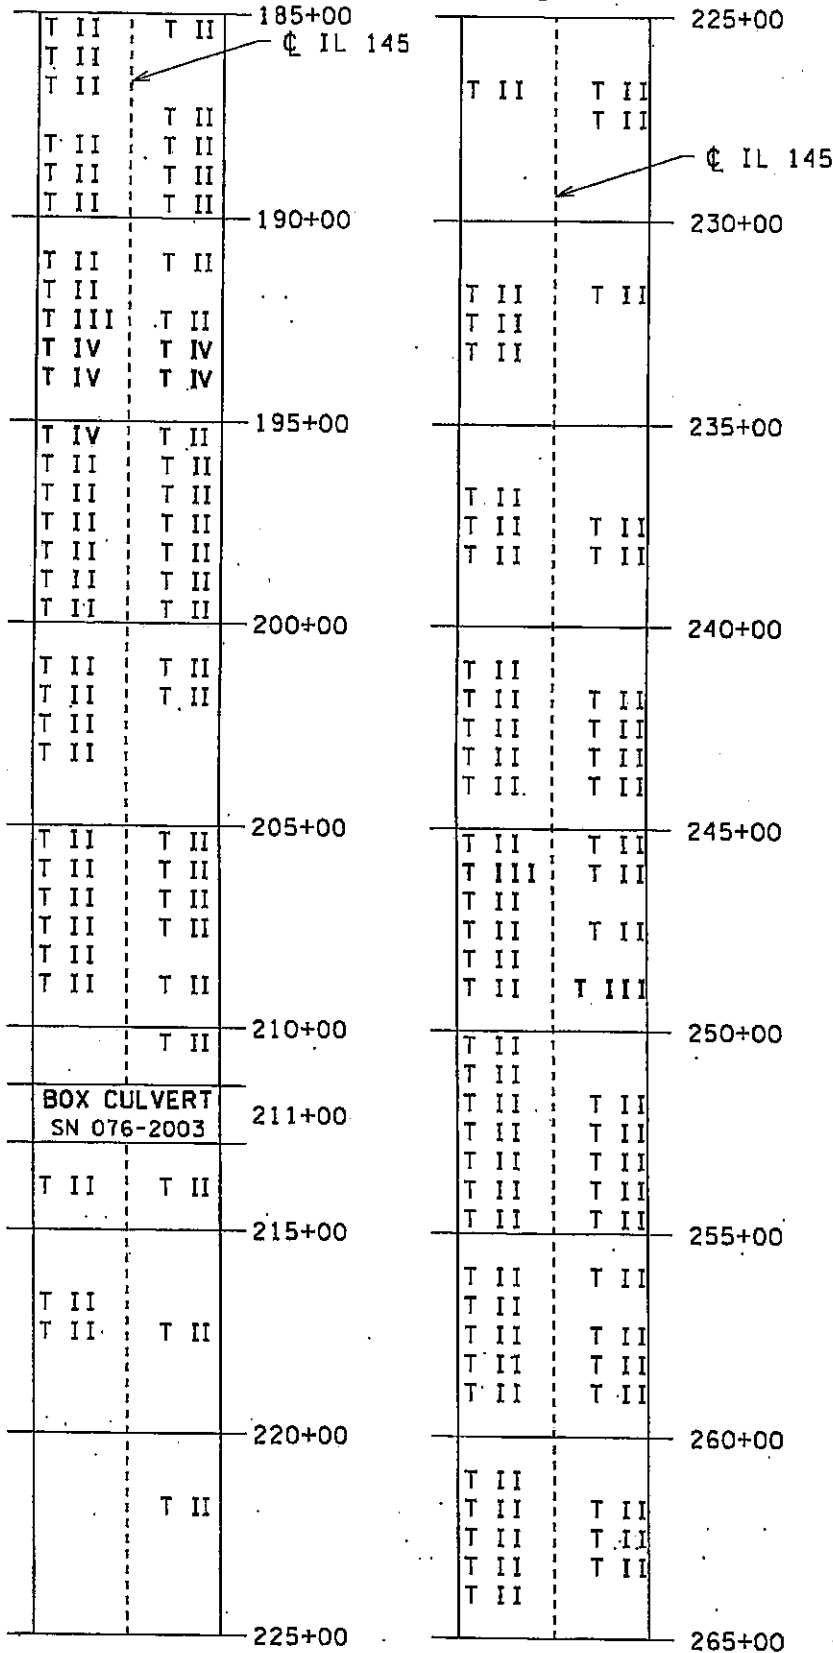 185+00
T II T II
℄ IL 145
T II
T II
T II
T II T II
T II T II
T II T II
190+00
T II T II
T II
T III T II
T IV T IV
T IV T IV
195+00
T IV T II
T II T II
T II T II
T II T II
T II T II
T II T II
T II T II
200+00
T II T II
T II T II
T II
T II
205+00
T II T II
T II T II
T II T II
T II T II
T II
T II T II
210+00
T II
BOX CULVERT
SN 076-2003
211+00
T II T II
215+00
T II
T II T II
220+00
T II
225+00
225+00
T II T II
T II
℄ IL 145
230+00
T II T II
T II
T II
235+00
T II
T II T II
T II T II
240+00
T II
T II T II
T II T II
T II T II
T II T II
245+00
T II T II
T III T II
T II
T II T II
T II
T II T III
250+00
T II
T II
T II T II
T II T II
T II T II
T II T II
T II T II
255+00
T II T II
T II
T II T II
T II T II
T II T II
260+00
T II
T II T II
T II T II
T II T II
T II
265+00